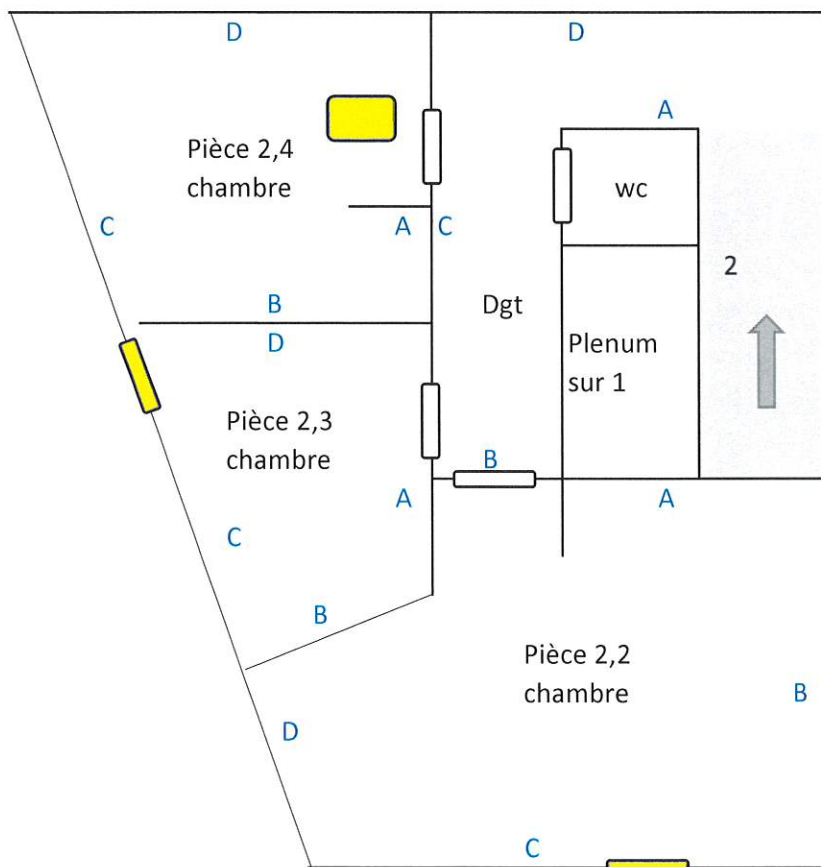 D
D
A
Pièce 2,4
chambre
wc
C
A
C
2
B
Dgt
D
Plenum
sur 1
Pièce 2,3
chambre
B
A
A
C
B
Pièce 2,2
chambre
B
D
C